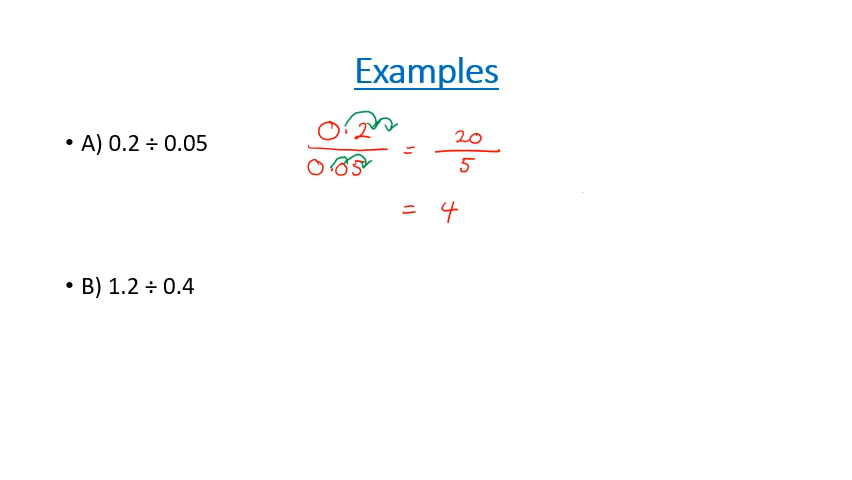 Examples
• A) 0.2 ÷ 0.05
0.2 / 0.05 = 20 / 5
= 4
• B) 1.2 ÷ 0.4